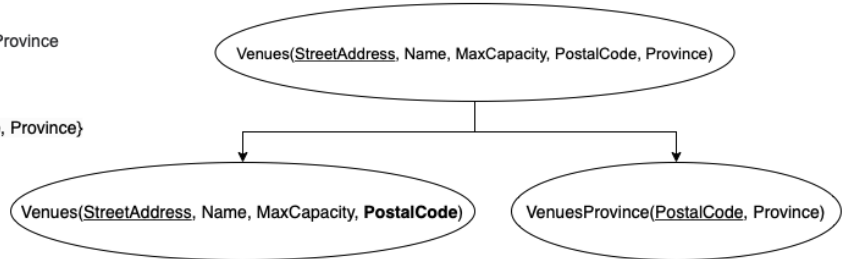 Province
Venues(StreetAddress, Name, MaxCapacity, PostalCode, Province)
, Province}
Venues(StreetAddress, Name, MaxCapacity, PostalCode)
VenuesProvince(PostalCode, Province)